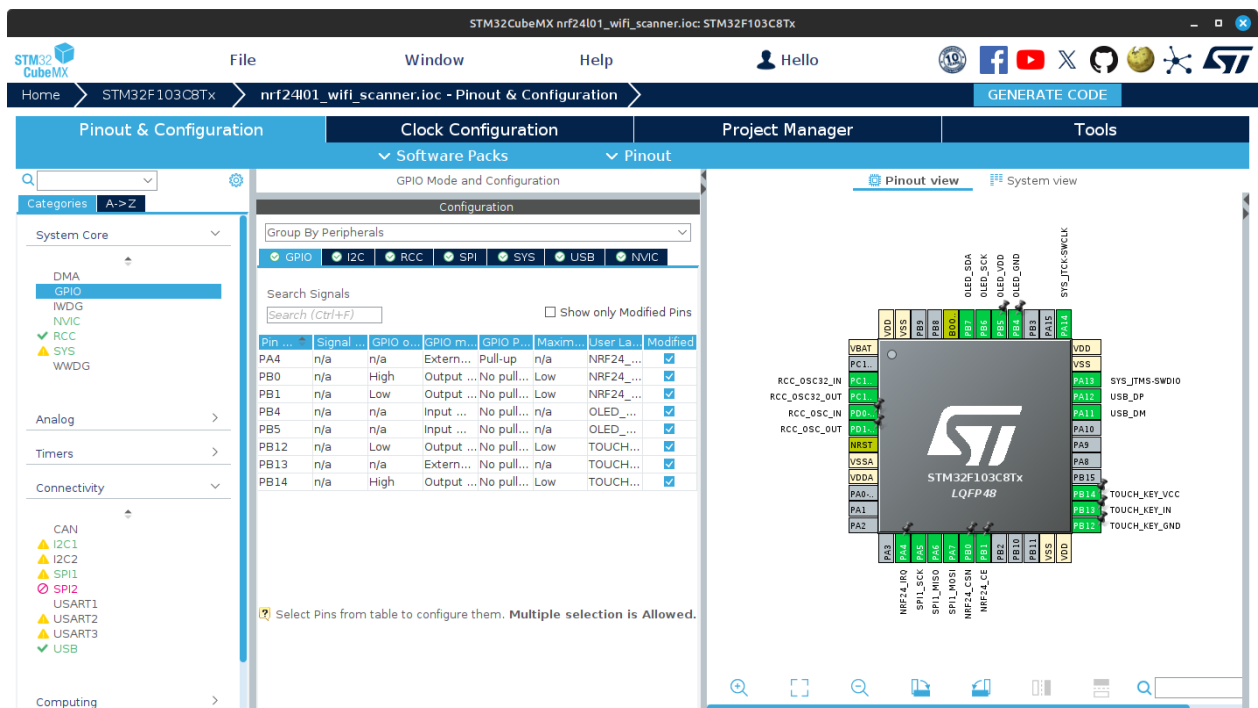 STM32CubeMX nrf24l01_wifi_scanner.ioc: STM32F103C8Tx
STM32 CubeMX
File Window Help Hello
10
Home STM32F103C8Tx nrf24l01_wifi_scanner.ioc - Pinout & Configuration GENERATE CODE
Pinout & Configuration Clock Configuration Project Manager Tools
Software Packs Pinout
Categories A->Z
System Core
DMA
GPIO
IWDG
NVIC
RCC
SYS
WWDG
Analog
Timers
Connectivity
CAN
I2C1
I2C2
SPI1
SPI2
USART1
USART2
USART3
USB
Computing
GPIO Mode and Configuration
Configuration
Group By Peripherals
GPIO I2C RCC SPI SYS USB NVIC
Search Signals
Search (Ctrl+F) Show only Modified Pins
Pin ... Signal ... GPIO o... GPIO m... GPIO P... Maxim... User La... Modified
PA4 n/a n/a Extern... Pull-up n/a NRF24_...
PB0 n/a High Output ... No pull... Low NRF24_...
PB1 n/a Low Output ... No pull... Low NRF24_...
PB4 n/a n/a Input ... No pull... n/a OLED_...
PB5 n/a n/a Input ... No pull... n/a OLED_...
PB12 n/a Low Output ... No pull... Low TOUCH...
PB13 n/a n/a Extern... No pull... n/a TOUCH...
PB14 n/a High Output ... No pull... Low TOUCH...
Select Pins from table to configure them. Multiple selection is Allowed.
Pinout view System view
OLED_SDA
OLED_SCK
OLED_VDD
OLED_GND
SYS_JTCK-SWCLK
VDD
VSS
PB9
PB8
BOO..
PB7
PB6
PB5
PB4
PB3
PA15
PA14
VBAT
PC1..
RCC_OSC32_IN PC1..
RCC_OSC32_OUT PC1..
RCC_OSC_IN PD0-..
RCC_OSC_OUT PD1-..
NRST
VSSA
VDDA
PA0-..
PA1
PA2
STM32F103C8Tx
LQFP48
VDD
VSS
PA13 SYS_JTMS-SWDIO
PA12 USB_DP
PA11 USB_DM
PA10
PA9
PA8
PB15
PB14 TOUCH_KEY_VCC
PB13 TOUCH_KEY_IN
PB12 TOUCH_KEY_GND
PA3
PA4
PA5
PA6
PA7
PB0
PB1
PB2
PB10
PB11
VSS
VDD
NRF24_IRQ
SPI1_SCK
SPI1_MISO
SPI1_MOSI
NRF24_CSN
NRF24_CE